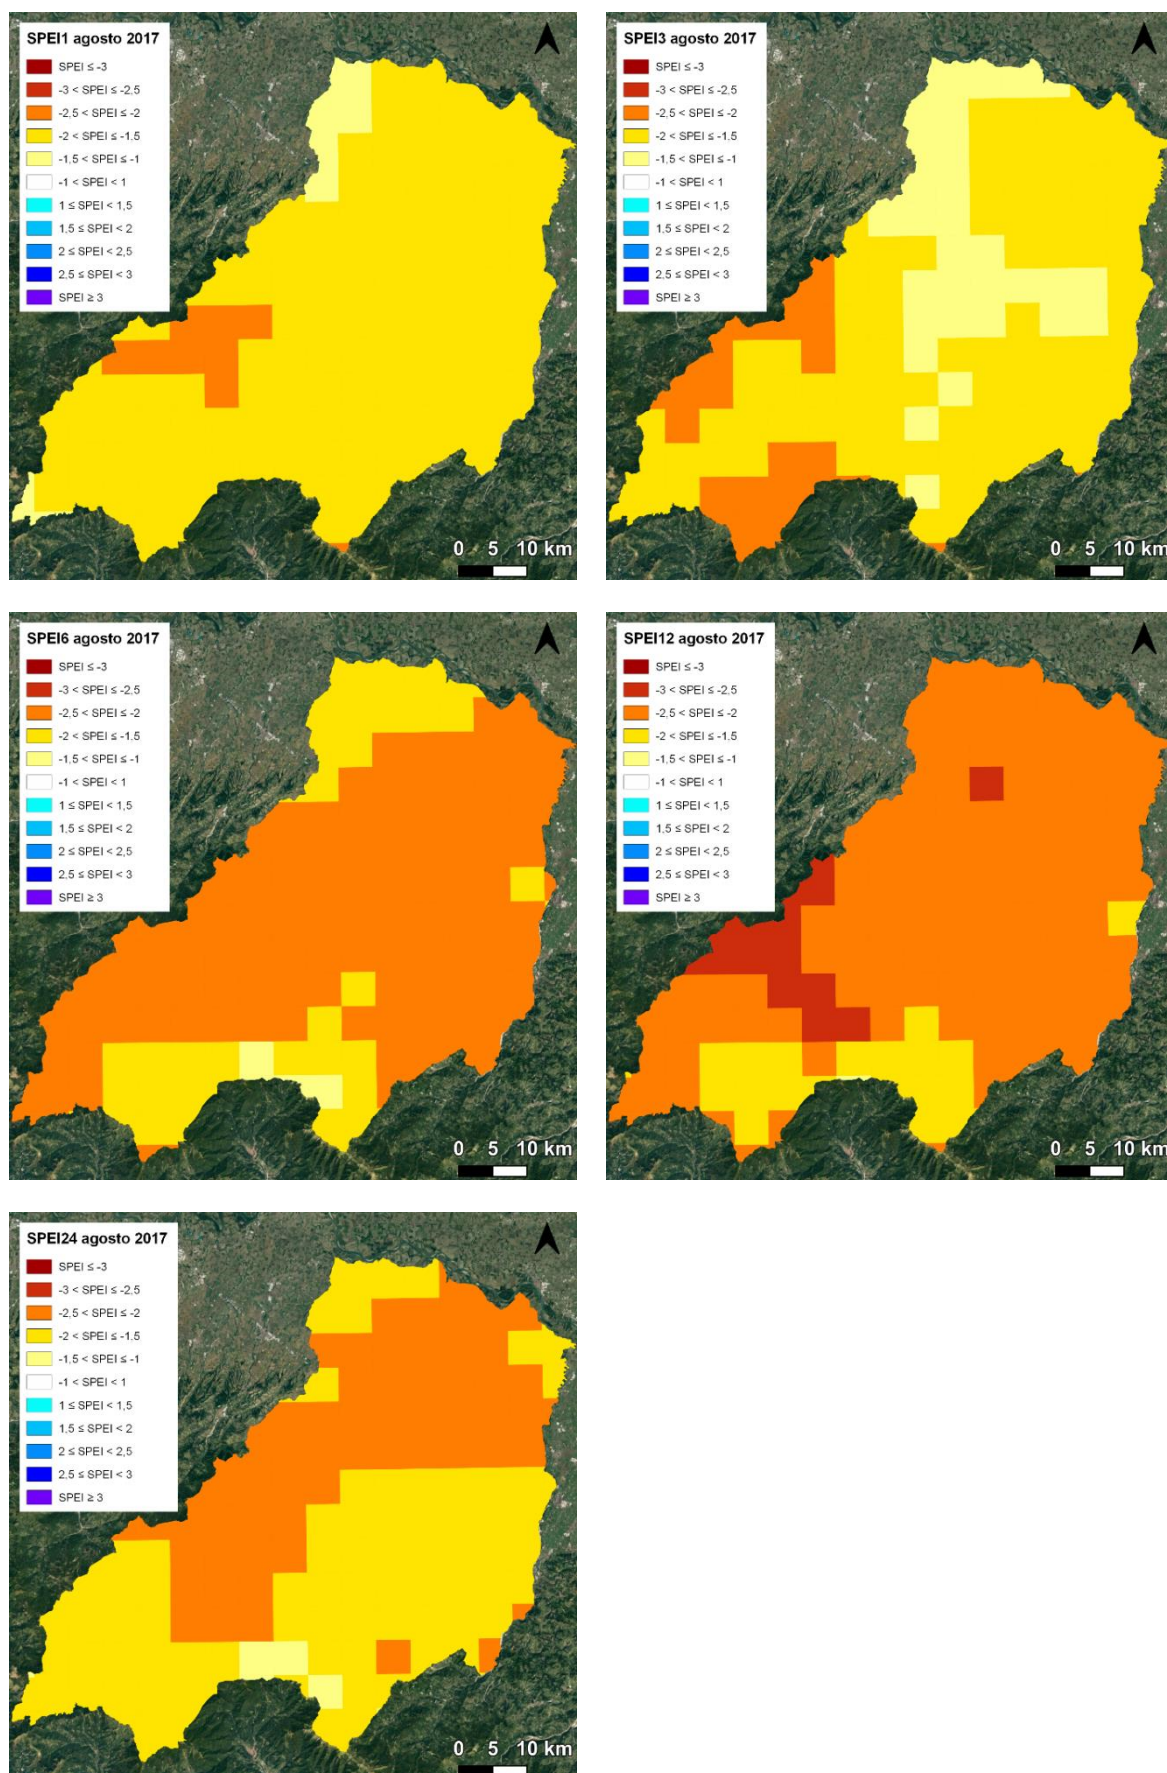 SPEI1 agosto 2017
SPEI ≤ -3
-3 < SPEI ≤ -2.5
-2,5 < SPEI ≤ -2
-2 < SPEI ≤ -1.5
-1,5 < SPEI ≤ -1
-1 < SPEI < 1
1 ≤ SPEI < 1,5
1.5 ≤ SPEI < 2
2 ≤ SPEI < 2,5
2.5 ≤ SPEI < 3
SPEI ≥ 3
0 5 10 km
SPEI3 agosto 2017
SPEI ≤ -3
-3 < SPEI ≤ -2.5
-2,5 < SPEI ≤ -2
-2 < SPEI ≤ -1.5
-1,5 < SPEI ≤ -1
-1 < SPEI < 1
1 ≤ SPEI < 1,5
1.5 ≤ SPEI < 2
2 ≤ SPEI < 2,5
2.5 ≤ SPEI < 3
SPEI ≥ 3
0 5 10 km
SPEI6 agosto 2017
SPEI ≤ -3
-3 < SPEI ≤ -2.5
-2,5 < SPEI ≤ -2
-2 < SPEI ≤ -1.5
-1,5 < SPEI ≤ -1
-1 < SPEI < 1
1 ≤ SPEI < 1,5
1.5 ≤ SPEI < 2
2 ≤ SPEI < 2,5
2.5 ≤ SPEI < 3
SPEI ≥ 3
0 5 10 km
SPEI12 agosto 2017
SPEI ≤ -3
-3 < SPEI ≤ -2.5
-2,5 < SPEI ≤ -2
-2 < SPEI ≤ -1.5
-1,5 < SPEI ≤ -1
-1 < SPEI < 1
1 ≤ SPEI < 1,5
1.5 ≤ SPEI < 2
2 ≤ SPEI < 2,5
2.5 ≤ SPEI < 3
SPEI ≥ 3
0 5 10 km
SPEI24 agosto 2017
SPEI ≤ -3
-3 < SPEI ≤ -2.5
-2,5 < SPEI ≤ -2
-2 < SPEI ≤ -1.5
-1,5 < SPEI ≤ -1
-1 < SPEI < 1
1 ≤ SPEI < 1,5
1.5 ≤ SPEI < 2
2 ≤ SPEI < 2,5
2.5 ≤ SPEI < 3
SPEI ≥ 3
0 5 10 km